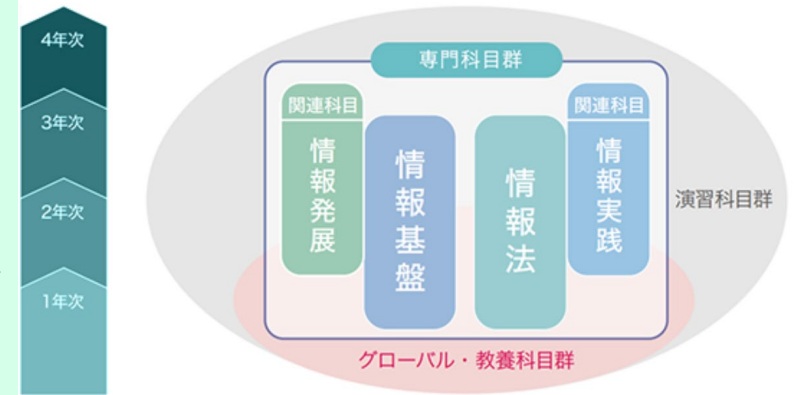 4年次
3年次
2年次
1年次
専門科目群
関連科目
情報発展
情報基盤
情報法
関連科目
情報実践
演習科目群
グローバル・教養科目群